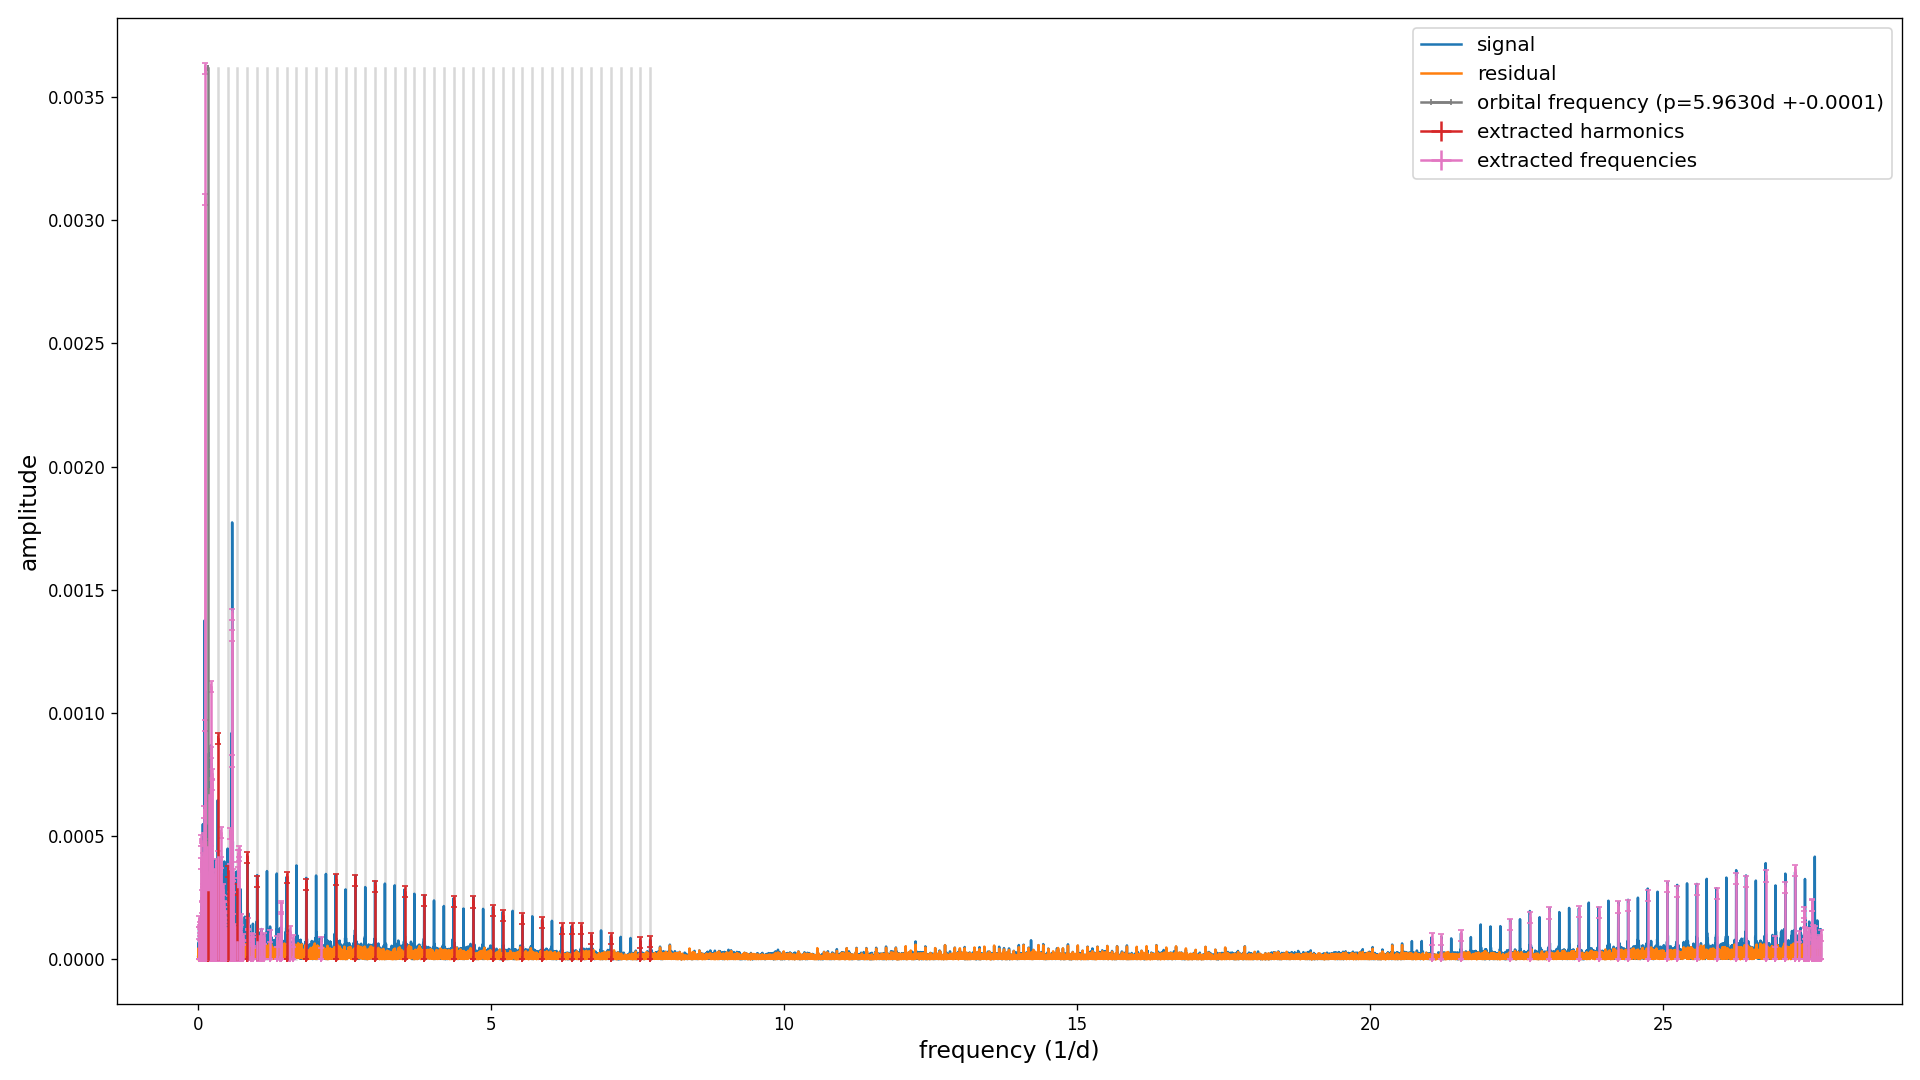 signal
residual
orbital frequency (p=5.9630d +-0.0001)
extracted harmonics
extracted frequencies
0.0035
0.0030
0.0025
0.0020
0.0015
0.0010
0.0005
0.0000
amplitude
0 5 10 15 20 25
frequency (1/d)